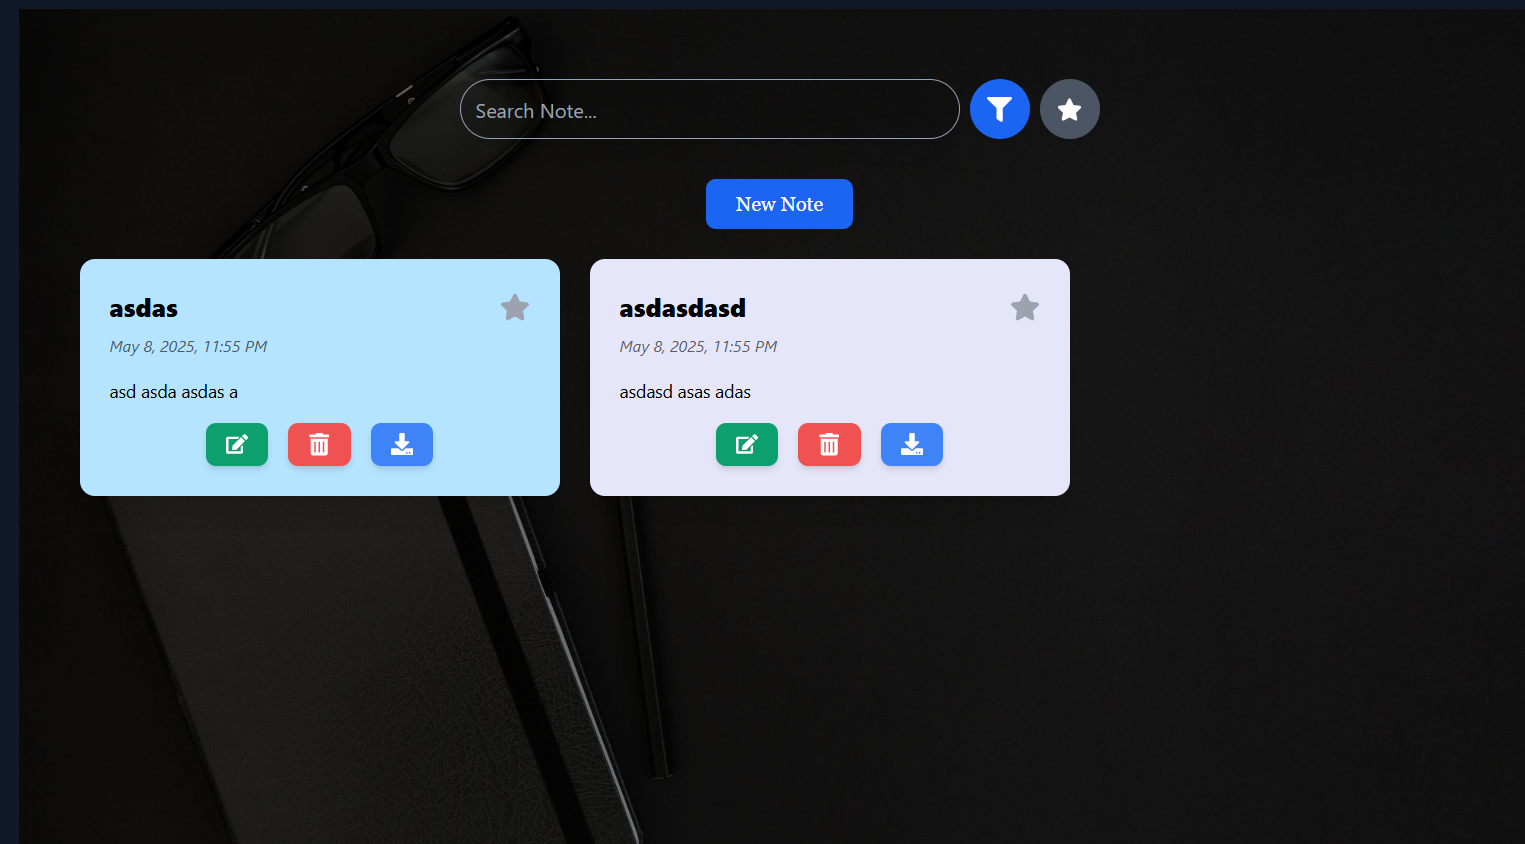 Search Note...
New Note
asdas
May 8, 2025, 11:55 PM
asd asda asdas a
asdasdasd
May 8, 2025, 11:55 PM
asdasd asas adas